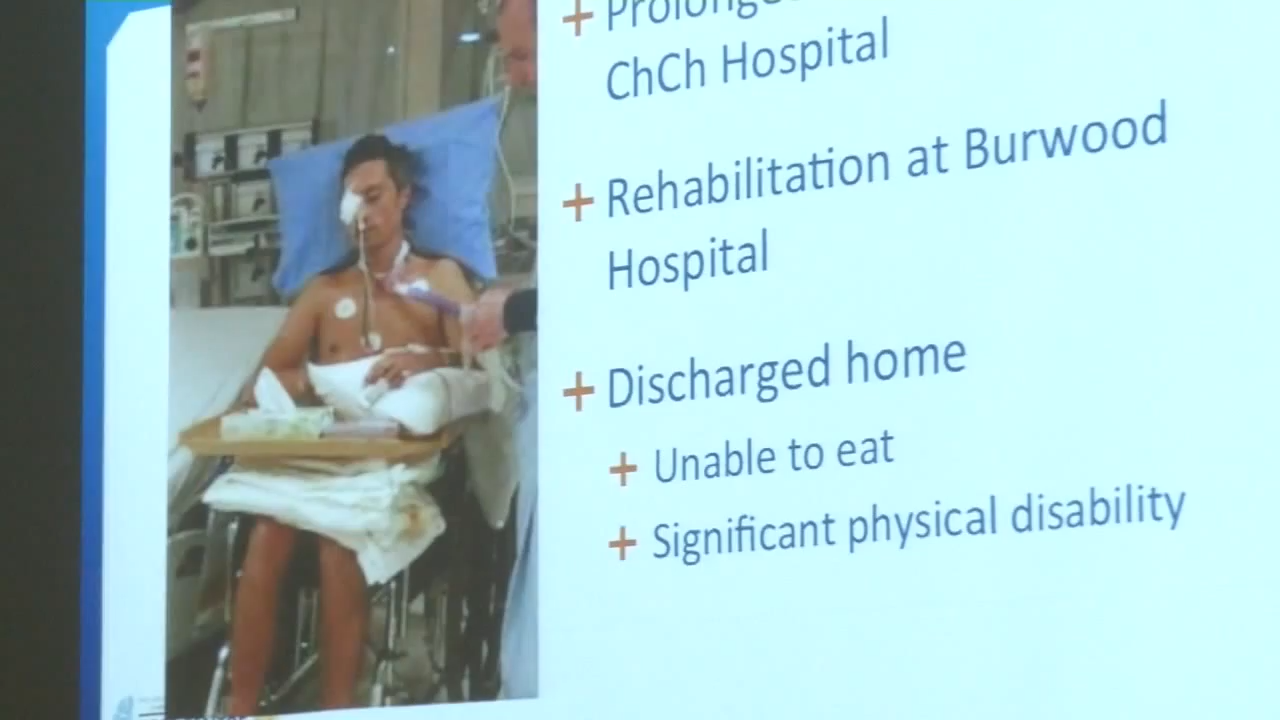 ChCh Hospital
+ Rehabilitation at Burwood
Hospital
+ Discharged home
+ Unable to eat
+ Significant physical disability